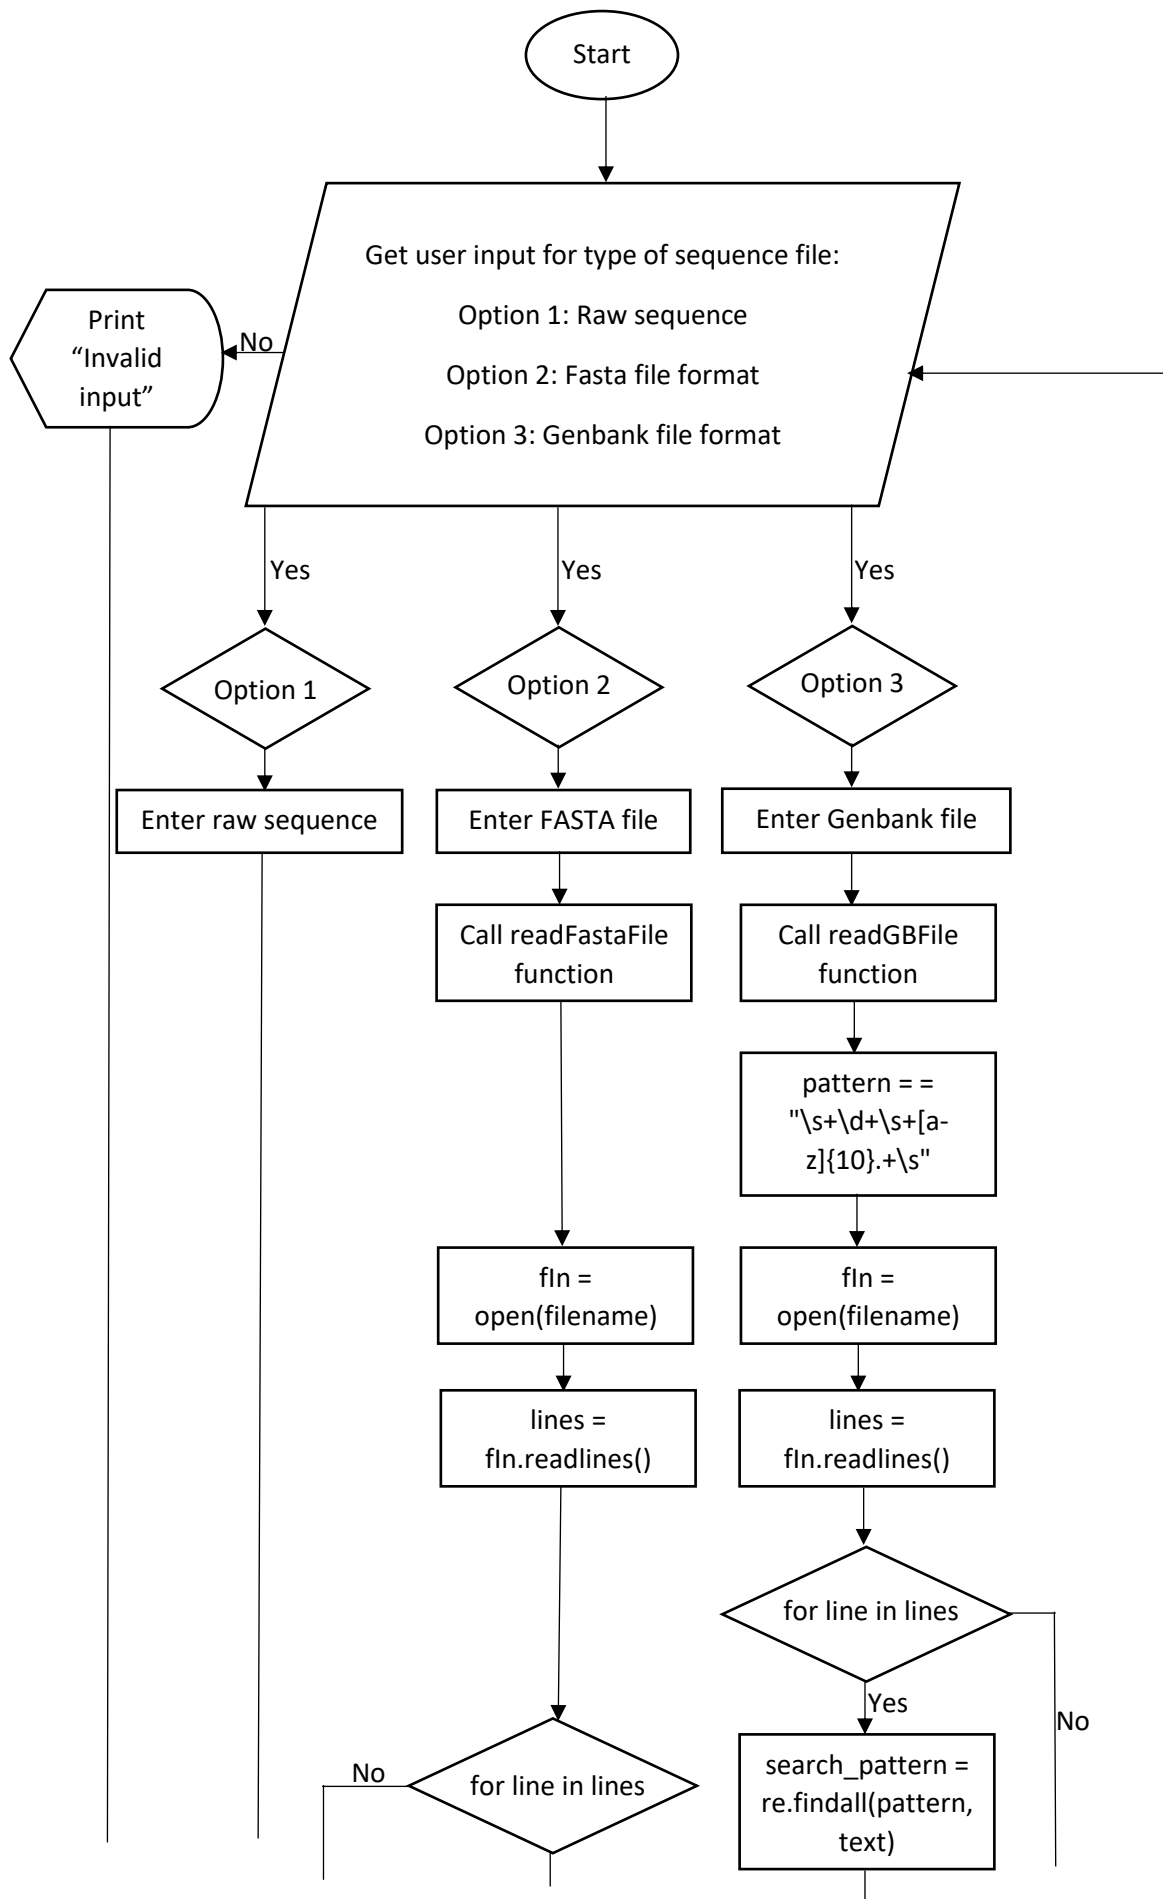 Start
Get user input for type of sequence file:
Option 1: Raw sequence
Option 2: Fasta file format
Option 3: Genbank file format
Print
“Invalid
input”
No
Yes
Yes
Yes
Option 1
Option 2
Option 3
Enter raw sequence
Enter FASTA file
Enter Genbank file
Call readFastaFile
function
Call readGBFile
function
pattern = =
"\s+\d+\s+[a-
z]{10}.+\s"
fIn =
open(filename)
fIn =
open(filename)
lines =
fIn.readlines()
lines =
fIn.readlines()
for line in lines
Yes
No
No
for line in lines
search_pattern =
re.findall(pattern,
text)